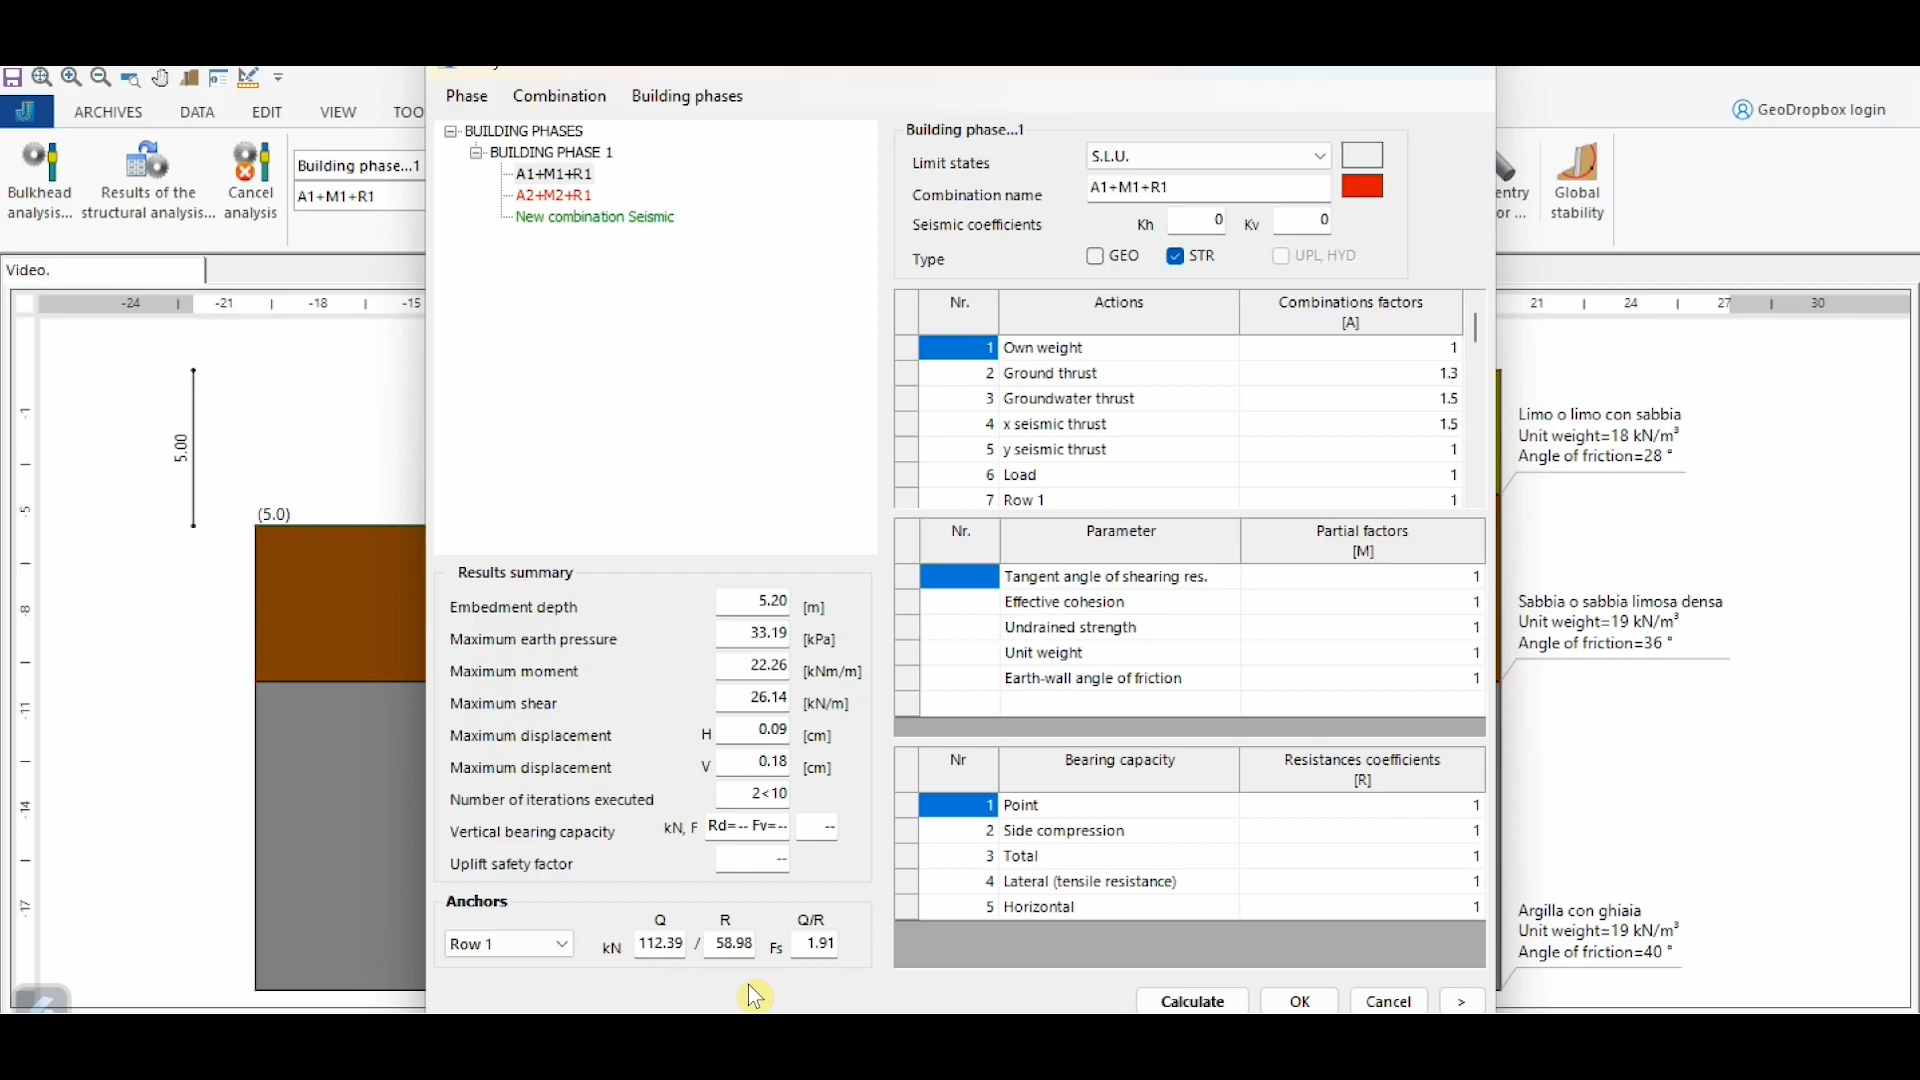 ARCHIVES DATA EDIT VIEW TOO
GeoDropbox login
Bulkhead analysis...
Results of the structural analysis...
Cancel analysis
Building phase...1
A1+M1+R1
entry
or ...
Global stability
Video.
-24 -21 -18 -15
21 24 27 30
-1
-5
-8
-11
-14
-17
5.00
(5.0)
Phase Combination Building phases
BUILDING PHASES
BUILDING PHASE 1
A1+M1+R1
A2+M2+R1
New combination Seismic
Results summary
Embedment depth 5.20 [m]
Maximum earth pressure 33.19 [kPa]
Maximum moment 22.26 [kNm/m]
Maximum shear 26.14 [kN/m]
Maximum displacement H 0.09 [cm]
Maximum displacement V 0.18 [cm]
Number of iterations executed 2<10
Vertical bearing capacity kN, F Rd=-- Fv=-- --
Uplift safety factor --
Anchors
Q R Q/R
Row 1 kN 112.39 / 58.98 Fs 1.91
Building phase...1
Limit states S.L.U.
Combination name A1+M1+R1
Seismic coefficients Kh 0 Kv 0
Type GEO STR UPL, HYD
Nr. Actions Combinations factors [A]
1 Own weight 1
2 Ground thrust 1.3
3 Groundwater thrust 1.5
4 x seismic thrust 1.5
5 y seismic thrust 1
6 Load 1
7 Row 1 1
Nr. Parameter Partial factors [M]
Tangent angle of shearing res. 1
Effective cohesion 1
Undrained strength 1
Unit weight 1
Earth-wall angle of friction 1
Nr Bearing capacity Resistances coefficients [R]
1 Point 1
2 Side compression 1
3 Total 1
4 Lateral (tensile resistance) 1
5 Horizontal 1
Calculate OK Cancel >
Limo o limo con sabbia
Unit weight=18 kN/m³
Angle of friction=28 °
Sabbia o sabbia limosa densa
Unit weight=19 kN/m³
Angle of friction=36 °
Argilla con ghiaia
Unit weight=19 kN/m³
Angle of friction=40 °